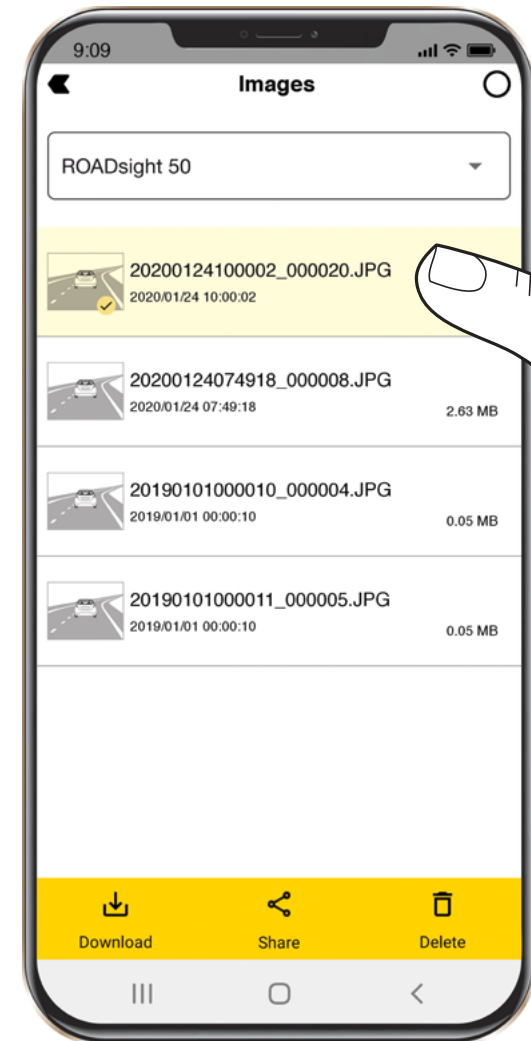 9:09
Images
ROADsight 50
20200124100002_000020.JPG
2020/01/24 10:00:02
20200124074918_000008.JPG
2020/01/24 07:49:18
2.63 MB
20190101000010_000004.JPG
2019/01/01 00:00:10
0.05 MB
20190101000011_000005.JPG
2019/01/01 00:00:10
0.05 MB
Download Share Delete